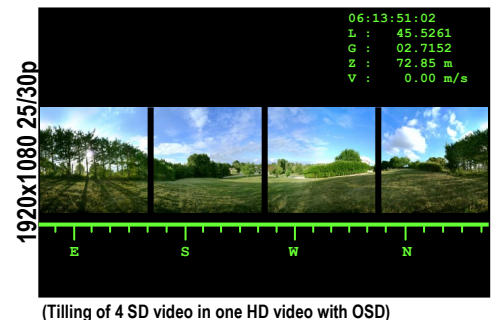 06:13:51:02
L : 45.5261
G : 02.7152
Z : 72.85 m
V : 0.00 m/s
1920x1080 25/30p
E S W N
(Tilling of 4 SD video in one HD video with OSD)